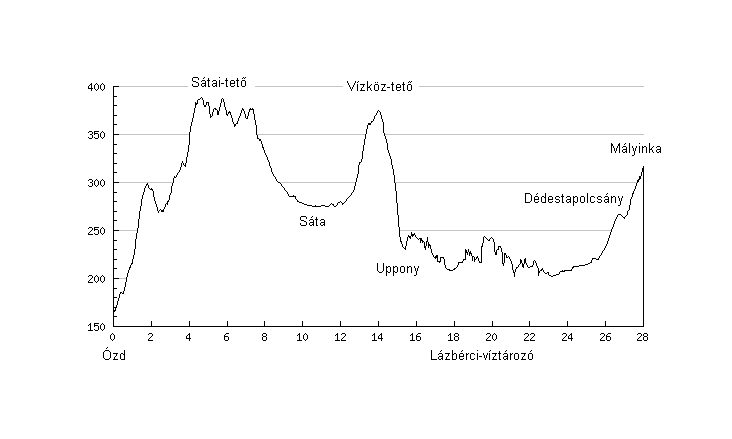 Sátai-tető
Vízköz-tető
400
350
Mályinka
300
Dédestapolcsány
Sáta
250
Uppony
200
150
0 2 4 6 8 10 12 14 16 18 20 22 24 26 28
Ózd
Lázbérci-víztározó